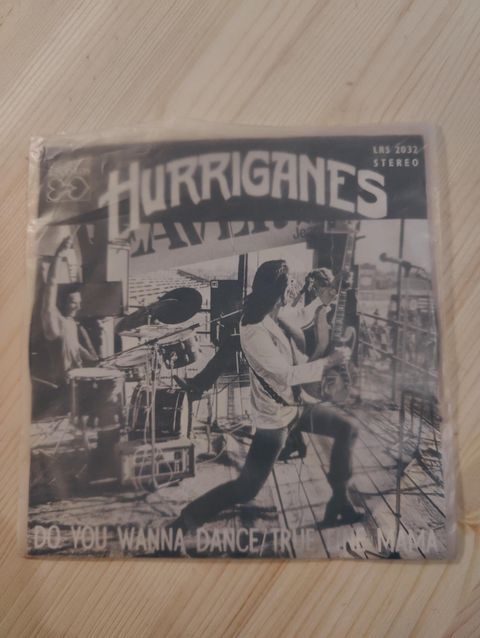 LRS 2032
STEREO
HURRIGANES
DO YOU WANNA DANCE/TRUE MAMA